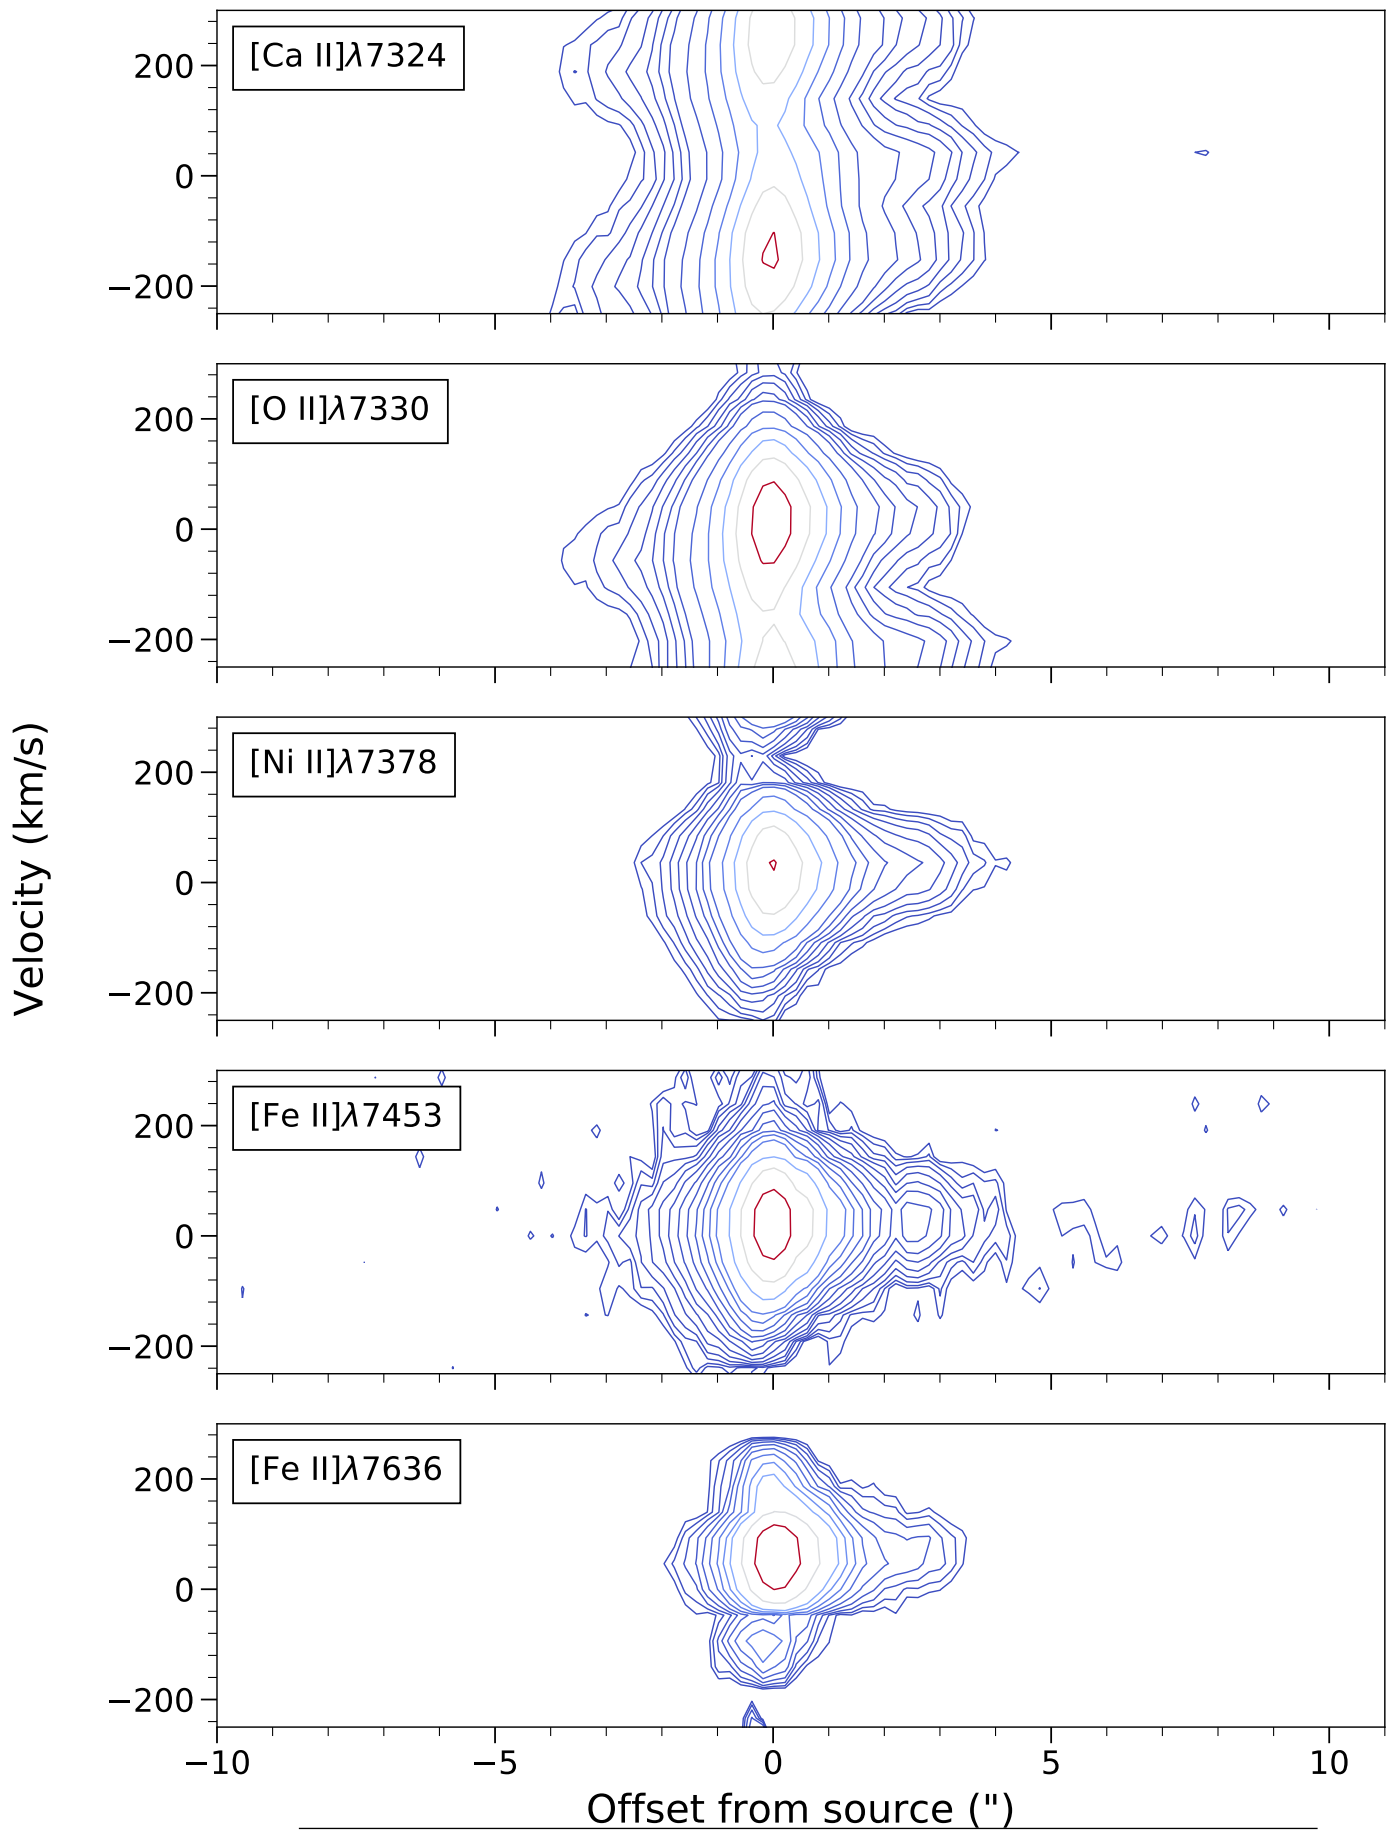 [Ca II]λ7324
200
0
−200
[O II]λ7330
200
0
−200
[Ni II]λ7378
200
0
−200
[Fe II]λ7453
200
0
−200
[Fe II]λ7636
200
0
−200
Velocity (km/s)
−10 −5 0 5 10
Offset from source (")